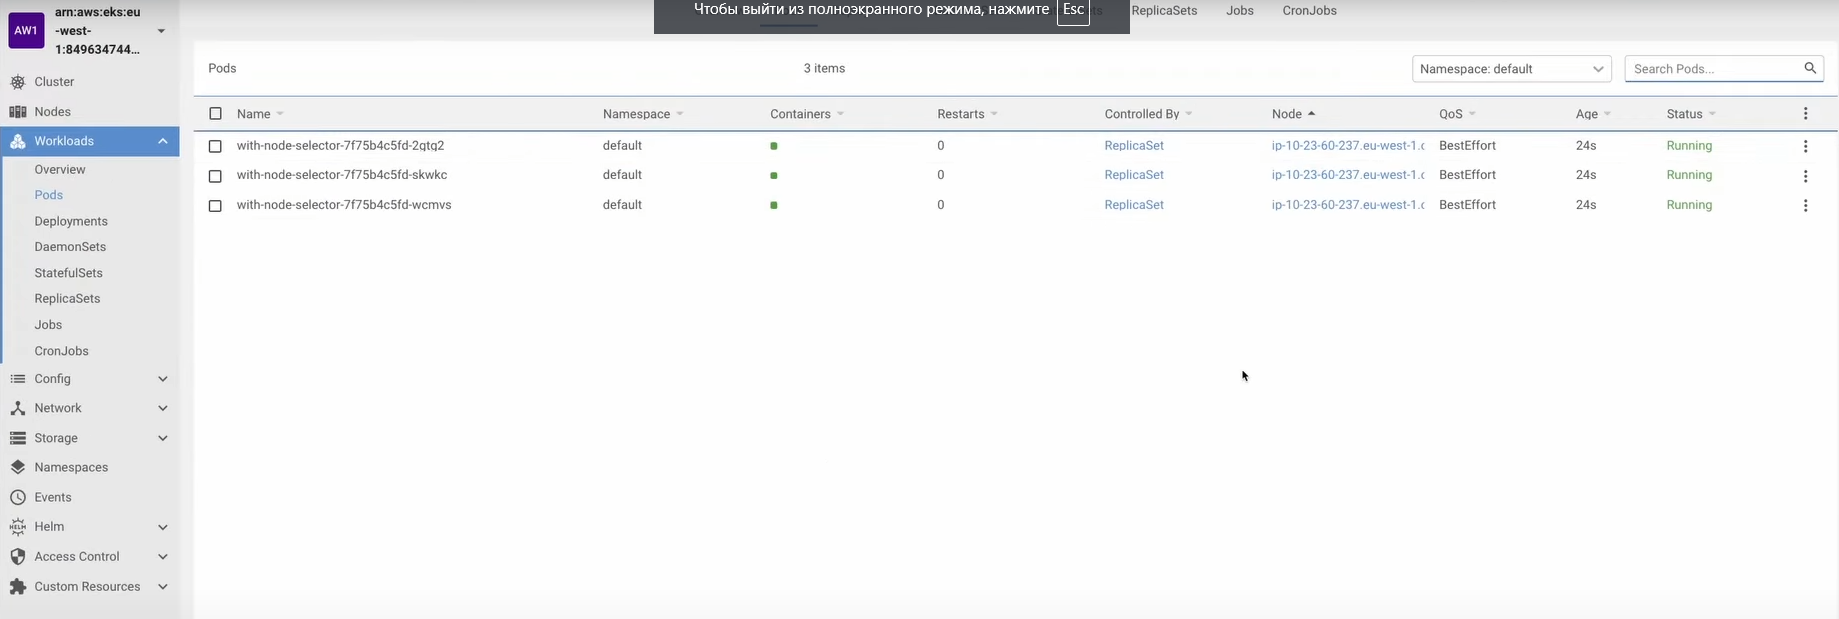 AW1
arn:aws:eks:eu
-west-
1:849634744...
Чтобы выйти из полноэкранного режима, нажмите Esc
ReplicaSets Jobs CronJobs
Cluster
Nodes
Workloads
Overview
Pods
Deployments
DaemonSets
StatefulSets
ReplicaSets
Jobs
CronJobs
Config
Network
Storage
Namespaces
Events
Helm
Access Control
Custom Resources
Pods 3 items Namespace: default Search Pods...
Name Namespace Containers Restarts Controlled By Node QoS Age Status
with-node-selector-7f75b4c5fd-2qtq2 default 0 ReplicaSet ip-10-23-60-237.eu-west-1.c BestEffort 24s Running
with-node-selector-7f75b4c5fd-skwkc default 0 ReplicaSet ip-10-23-60-237.eu-west-1.c BestEffort 24s Running
with-node-selector-7f75b4c5fd-wcmvs default 0 ReplicaSet ip-10-23-60-237.eu-west-1.c BestEffort 24s Running